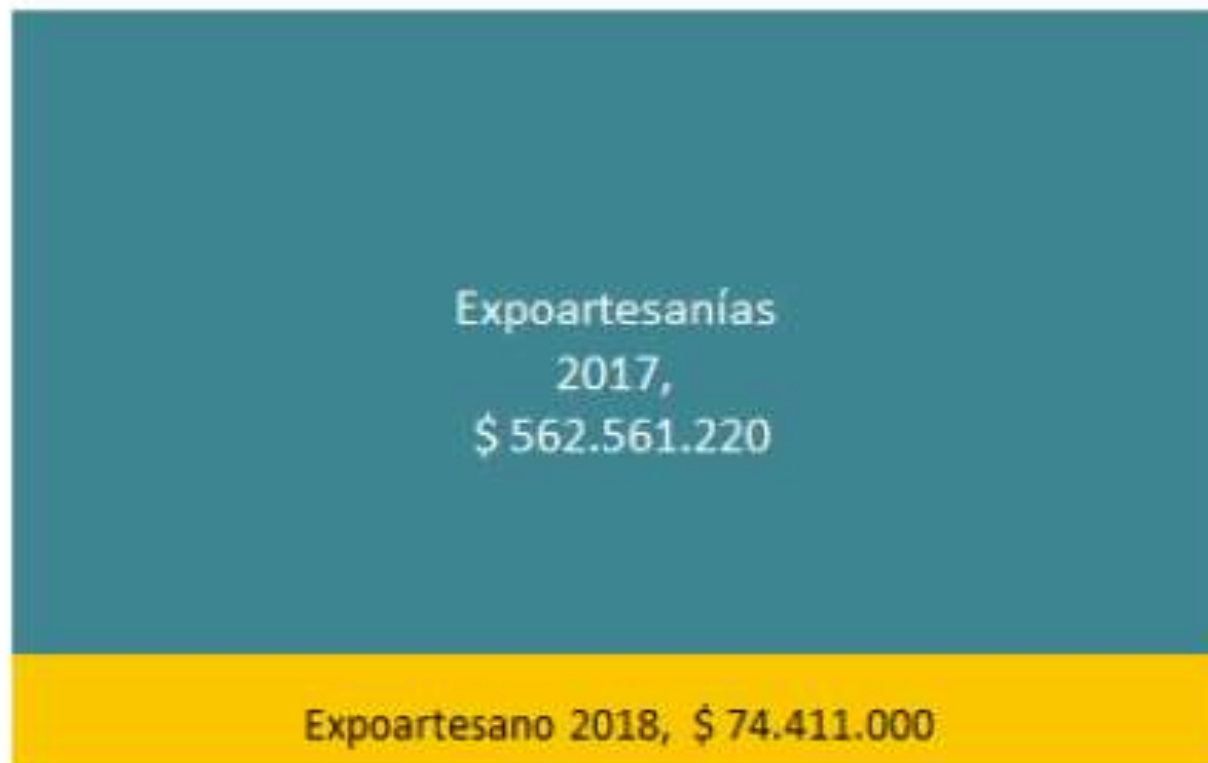 Expoartesanías
2017,
$ 562.561.220
Expoartesano 2018, $ 74.411.000